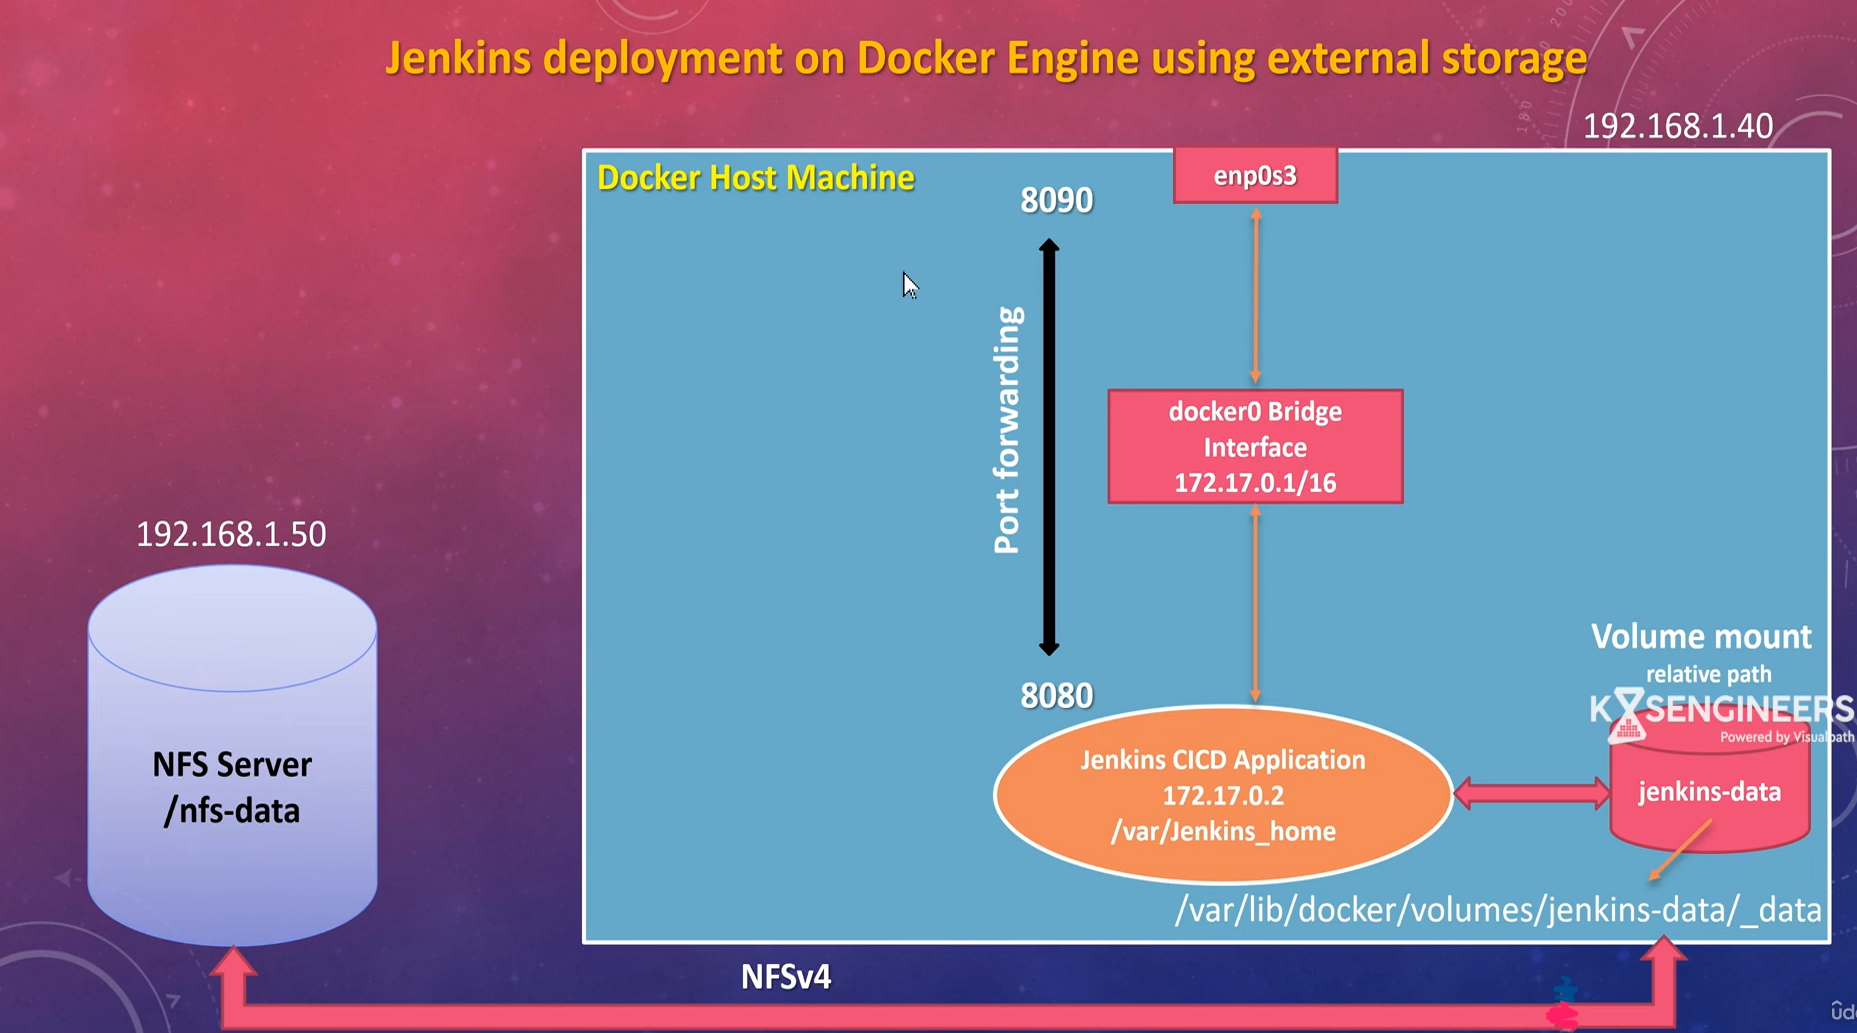 Jenkins deployment on Docker Engine using external storage
192.168.1.40
Docker Host Machine
enp0s3
8090
Port forwarding
docker0 Bridge
Interface
172.17.0.1/16
192.168.1.50
NFS Server
/nfs-data
8080
Jenkins CICD Application
172.17.0.2
/var/Jenkins_home
Volume mount
relative path
K8SENGINEERS
Powered by Visualpath
jenkins-data
/var/lib/docker/volumes/jenkins-data/_data
NFSv4